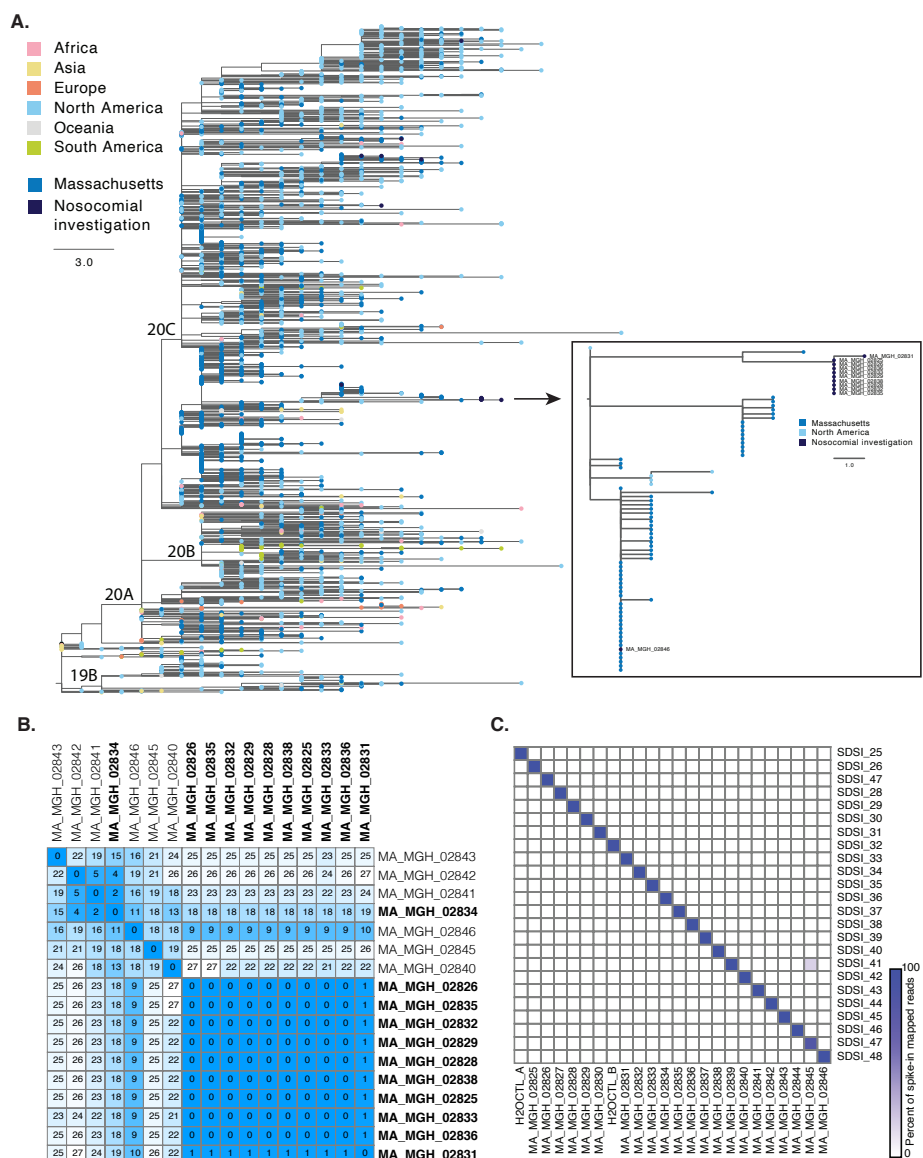 A.
Africa
Asia
Europe
North America
Oceania
South America
Massachusetts
Nosocomial
investigation
3.0
20C
20B
20A
19B
MA_MGH_02831
MA_MGH_02835
Massachusetts
North America
Nosocomial investigation
1.0
MA_MGH_02846
B.
MA_MGH_02843 MA_MGH_02842 MA_MGH_02841 MA_MGH_02834 MA_MGH_02846 MA_MGH_02845 MA_MGH_02840 MA_MGH_02826 MA_MGH_02835 MA_MGH_02832 MA_MGH_02829 MA_MGH_02828 MA_MGH_02838 MA_MGH_02825 MA_MGH_02833 MA_MGH_02836 MA_MGH_02831
0 22 19 15 16 21 24 25 25 25 25 25 25 25 23 25 25 MA_MGH_02843
22 0 5 4 19 21 26 26 26 26 26 26 26 26 24 26 27 MA_MGH_02842
19 5 0 2 16 19 18 23 23 23 23 23 23 23 22 23 24 MA_MGH_02841
15 4 2 0 11 18 13 18 18 18 18 18 18 18 18 18 19 MA_MGH_02834
16 19 16 11 0 18 18 9 9 9 9 9 9 9 9 9 10 MA_MGH_02846
21 21 19 18 18 0 19 25 25 25 25 25 25 25 25 25 26 MA_MGH_02845
24 26 18 13 18 19 0 27 27 22 22 22 22 22 21 22 22 MA_MGH_02840
25 26 23 18 9 25 27 0 0 0 0 0 0 0 0 0 1 MA_MGH_02826
25 26 23 18 9 25 27 0 0 0 0 0 0 0 0 0 1 MA_MGH_02835
25 26 23 18 9 25 22 0 0 0 0 0 0 0 0 0 1 MA_MGH_02832
25 26 23 18 9 25 22 0 0 0 0 0 0 0 0 0 1 MA_MGH_02829
25 26 23 18 9 25 22 0 0 0 0 0 0 0 0 0 1 MA_MGH_02828
25 26 23 18 9 25 22 0 0 0 0 0 0 0 0 0 1 MA_MGH_02838
25 26 23 18 9 25 22 0 0 0 0 0 0 0 0 0 1 MA_MGH_02825
23 24 22 18 9 25 21 0 0 0 0 0 0 0 0 0 1 MA_MGH_02833
25 26 23 18 9 25 22 0 0 0 0 0 0 0 0 0 1 MA_MGH_02836
25 27 24 19 10 26 22 1 1 1 1 1 1 1 1 1 0 MA_MGH_02831
C.
SDSI_25
SDSI_26
SDSI_47
SDSI_28
SDSI_29
SDSI_30
SDSI_31
SDSI_32
SDSI_33
SDSI_34
SDSI_35
SDSI_36
SDSI_37
SDSI_38
SDSI_39
SDSI_40
SDSI_41
SDSI_42
SDSI_43
SDSI_44
SDSI_45
SDSI_46
SDSI_47
SDSI_48
H2OCTL_A MA_MGH_02825 MA_MGH_02826 MA_MGH_02827 MA_MGH_02828 MA_MGH_02829 MA_MGH_02830 H2OCTL_B MA_MGH_02831 MA_MGH_02832 MA_MGH_02833 MA_MGH_02834 MA_MGH_02835 MA_MGH_02836 MA_MGH_02837 MA_MGH_02838 MA_MGH_02839 MA_MGH_02840 MA_MGH_02841 MA_MGH_02842 MA_MGH_02843 MA_MGH_02844 MA_MGH_02845 MA_MGH_02846
100
0
Percent of spike-in mapped reads